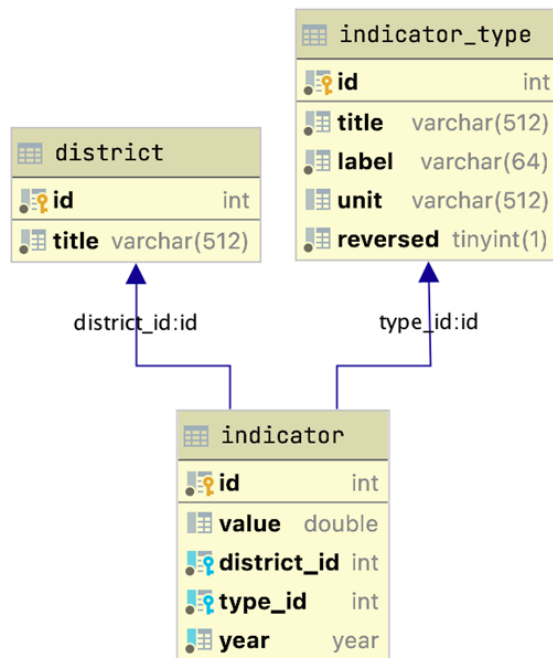 indicator_type
id int
title varchar(512)
label varchar(64)
unit varchar(512)
reversed tinyint(1)
district
id int
title varchar(512)
district_id:id
type_id:id
indicator
id int
value double
district_id int
type_id int
year year